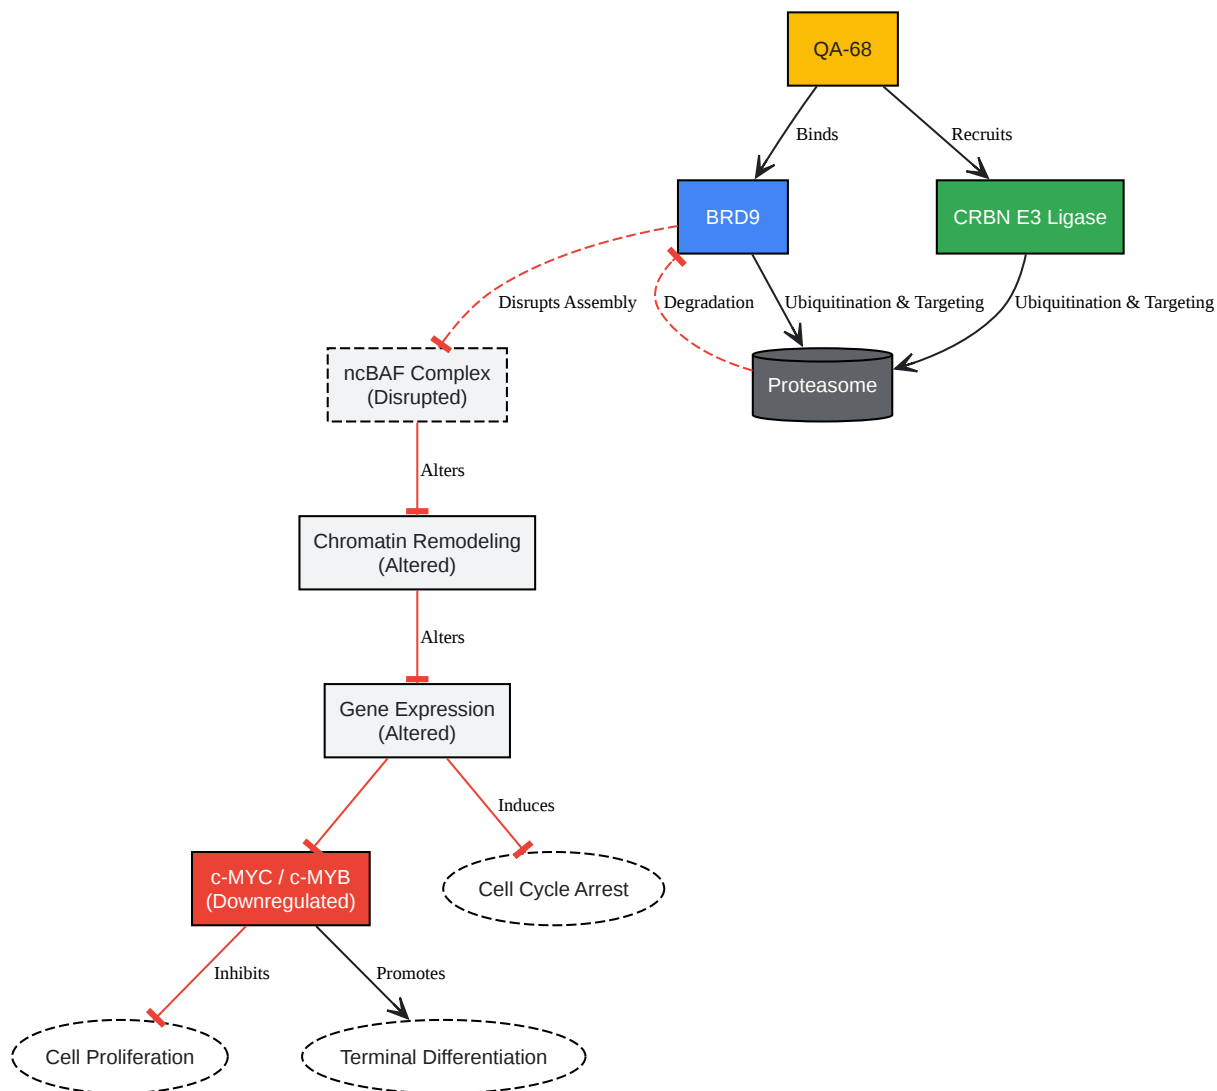 QA-68
Binds
Recruits
BRD9
CRBN E3 Ligase
Disrupts Assembly
Degradation
Ubiquitination & Targeting
Ubiquitination & Targeting
ncBAF Complex
(Disrupted)
Proteasome
Alters
Chromatin Remodeling
(Altered)
Alters
Gene Expression
(Altered)
Induces
c-MYC / c-MYB
(Downregulated)
Cell Cycle Arrest
Inhibits
Promotes
Cell Proliferation
Terminal Differentiation